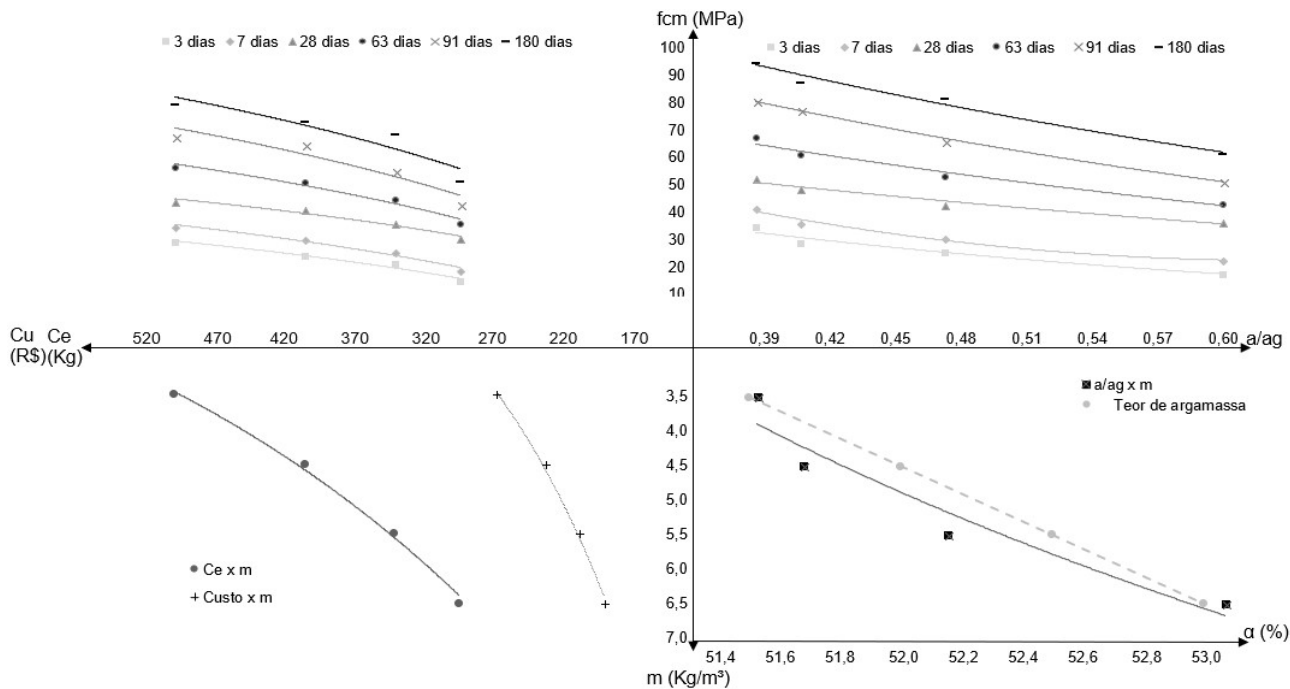 fcm (MPa)
3 dias 7 dias 28 dias 63 dias 91 dias 180 dias
3 dias 7 dias 28 dias 63 dias 91 dias 180 dias
100
90
80
70
60
50
40
30
20
10
Cu Ce
(R$) (Kg)
520 470 420 370 320 270 220 170
0,39 0,42 0,45 0,48 0,51 0,54 0,57 0,60 a/ag
a/ag x m
Teor de argamassa
3,5
4,0
4,5
5,0
5,5
6,0
6,5
7,0
Ce x m
Custo x m
α (%)
51,4 51,6 51,8 52,0 52,2 52,4 52,6 52,8 53,0
m (Kg/m³)